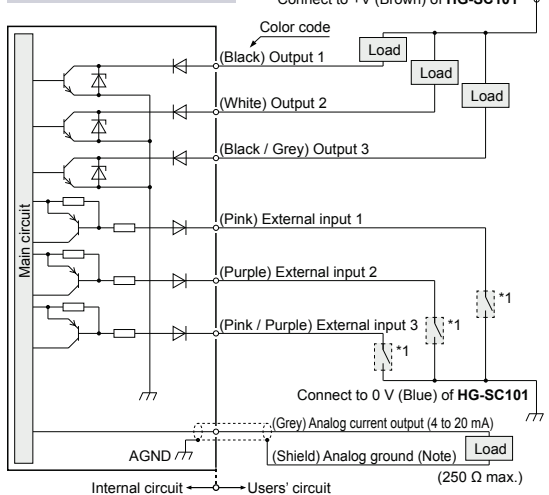 Connect to +V (Brown) of HG-SC101
Color code
(Black) Output 1
Load
Load
Load
(White) Output 2
(Black / Grey) Output 3
Main circuit
(Pink) External input 1
(Purple) External input 2
*1
*1
(Pink / Purple) External input 3
*1
Connect to 0 V (Blue) of HG-SC101
(Grey) Analog current output (4 to 20 mA)
Load
AGND
(Shield) Analog ground (Note)
(250 Ω max.)
Internal circuit
Users' circuit